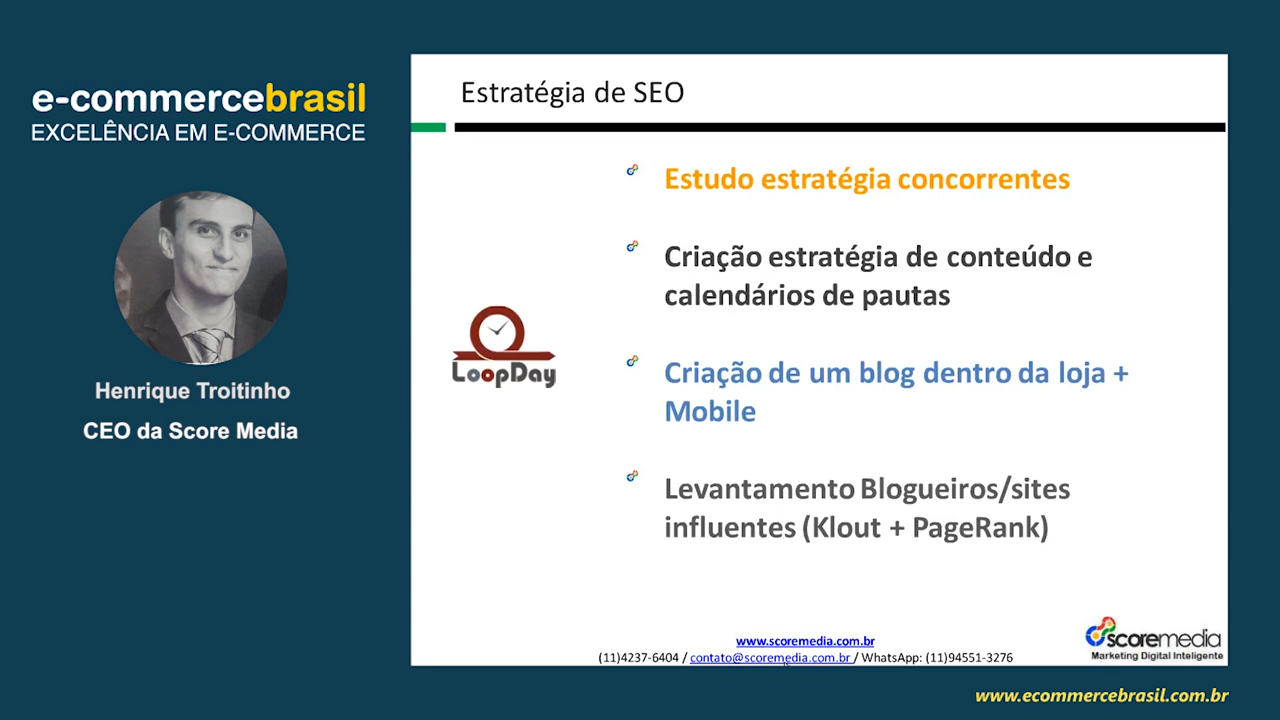 e-commercebrasil
EXCELÊNCIA EM E-COMMERCE
Henrique Troitinho
CEO da Score Media
Estratégia de SEO
Estudo estratégia concorrentes
Criação estratégia de conteúdo e
calendários de pautas
LoopDay
Criação de um blog dentro da loja +
Mobile
Levantamento Blogueiros/sites
influentes (Klout + PageRank)
www.scoremedia.com.br
(11)4237-6404 / contato@scoremedia.com.br / WhatsApp: (11)94551-3276
scoremedia
Marketing Digital Inteligente
www.ecommercebrasil.com.br